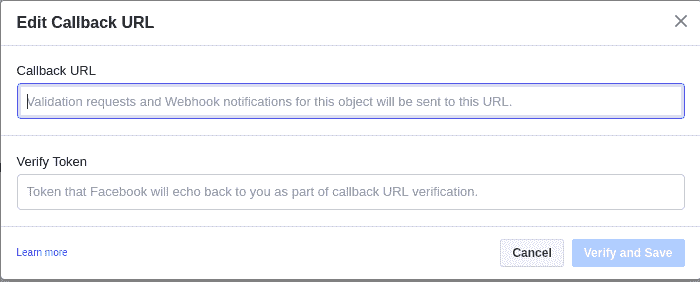 Edit Callback URL
Callback URL
Validation requests and Webhook notifications for this object will be sent to this URL.
Verify Token
Token that Facebook will echo back to you as part of callback URL verification.
Learn more
Cancel
Verify and Save